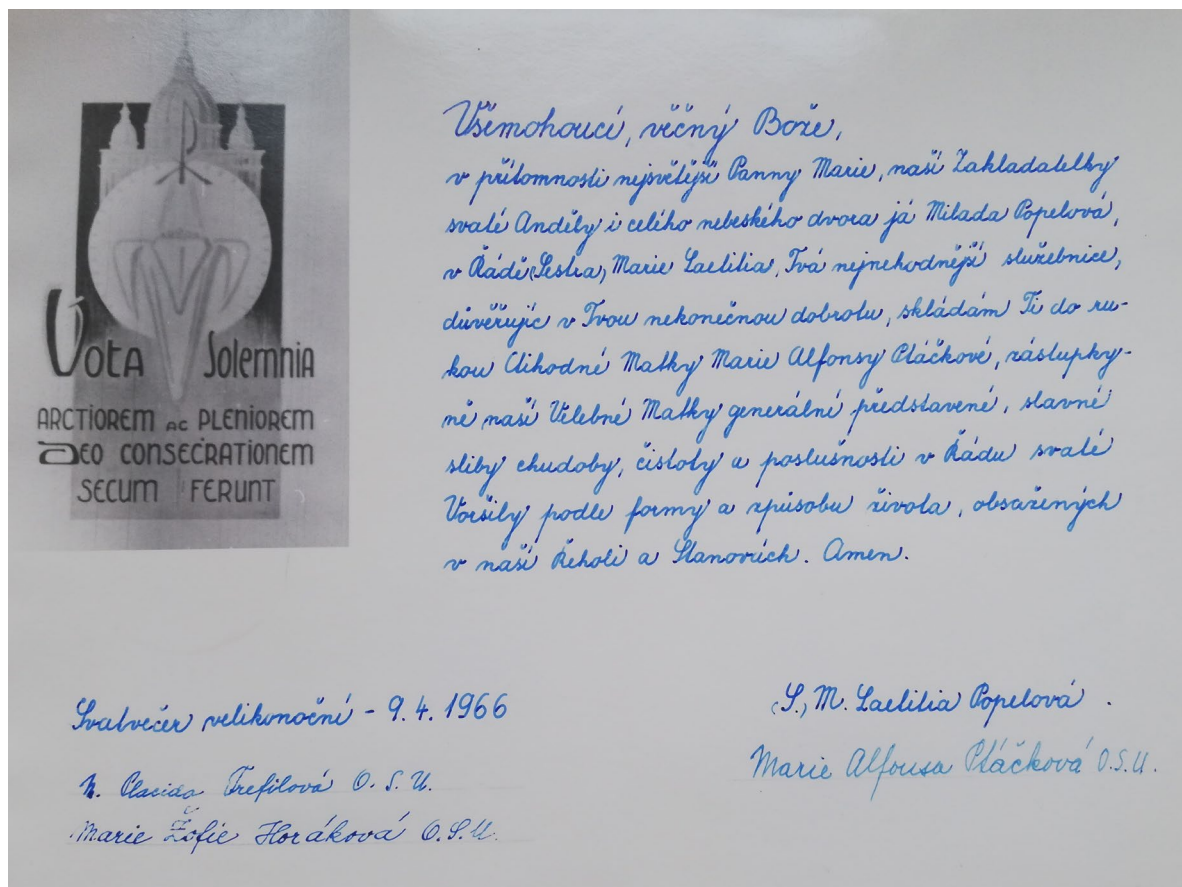 Vota Solemnia
ARCTIOREM AC PLENIOREM
DEO CONSECRATIONEM
SECUM FERUNT
Všemohoucí, věčný Bože,
v přítomnosti nejsvětější Panny Marie, naší Zakladatelky
svaté Anděly i celého nebeského dvora já Milada Popelová,
v Řádě (Sestra) Marie Laetitia, Tvá nejnehodnější služebnice,
důvěřujíc v Tvou nekonečnou dobrotu, skládám Ti do ru-
kou Ctihodné Matky Marie Alfonsy Ptáčkové, zástupky-
ně naší Velebné Matky generální představené, slavné
sliby chudoby, čistoty a poslušnosti v Řádu svaté
Voršily podle formy a způsobu života, obsažených
v naší Řeholi a Stanovách. Amen.
Svatvečer velikonoční - 9. 4. 1966
(S.) M. Laetitia Popelová
Marie Alfonsa Ptáčková O.S.U.
M. Placida Trefilová O. S. U.
Marie Žofie Horáková O.S.U.